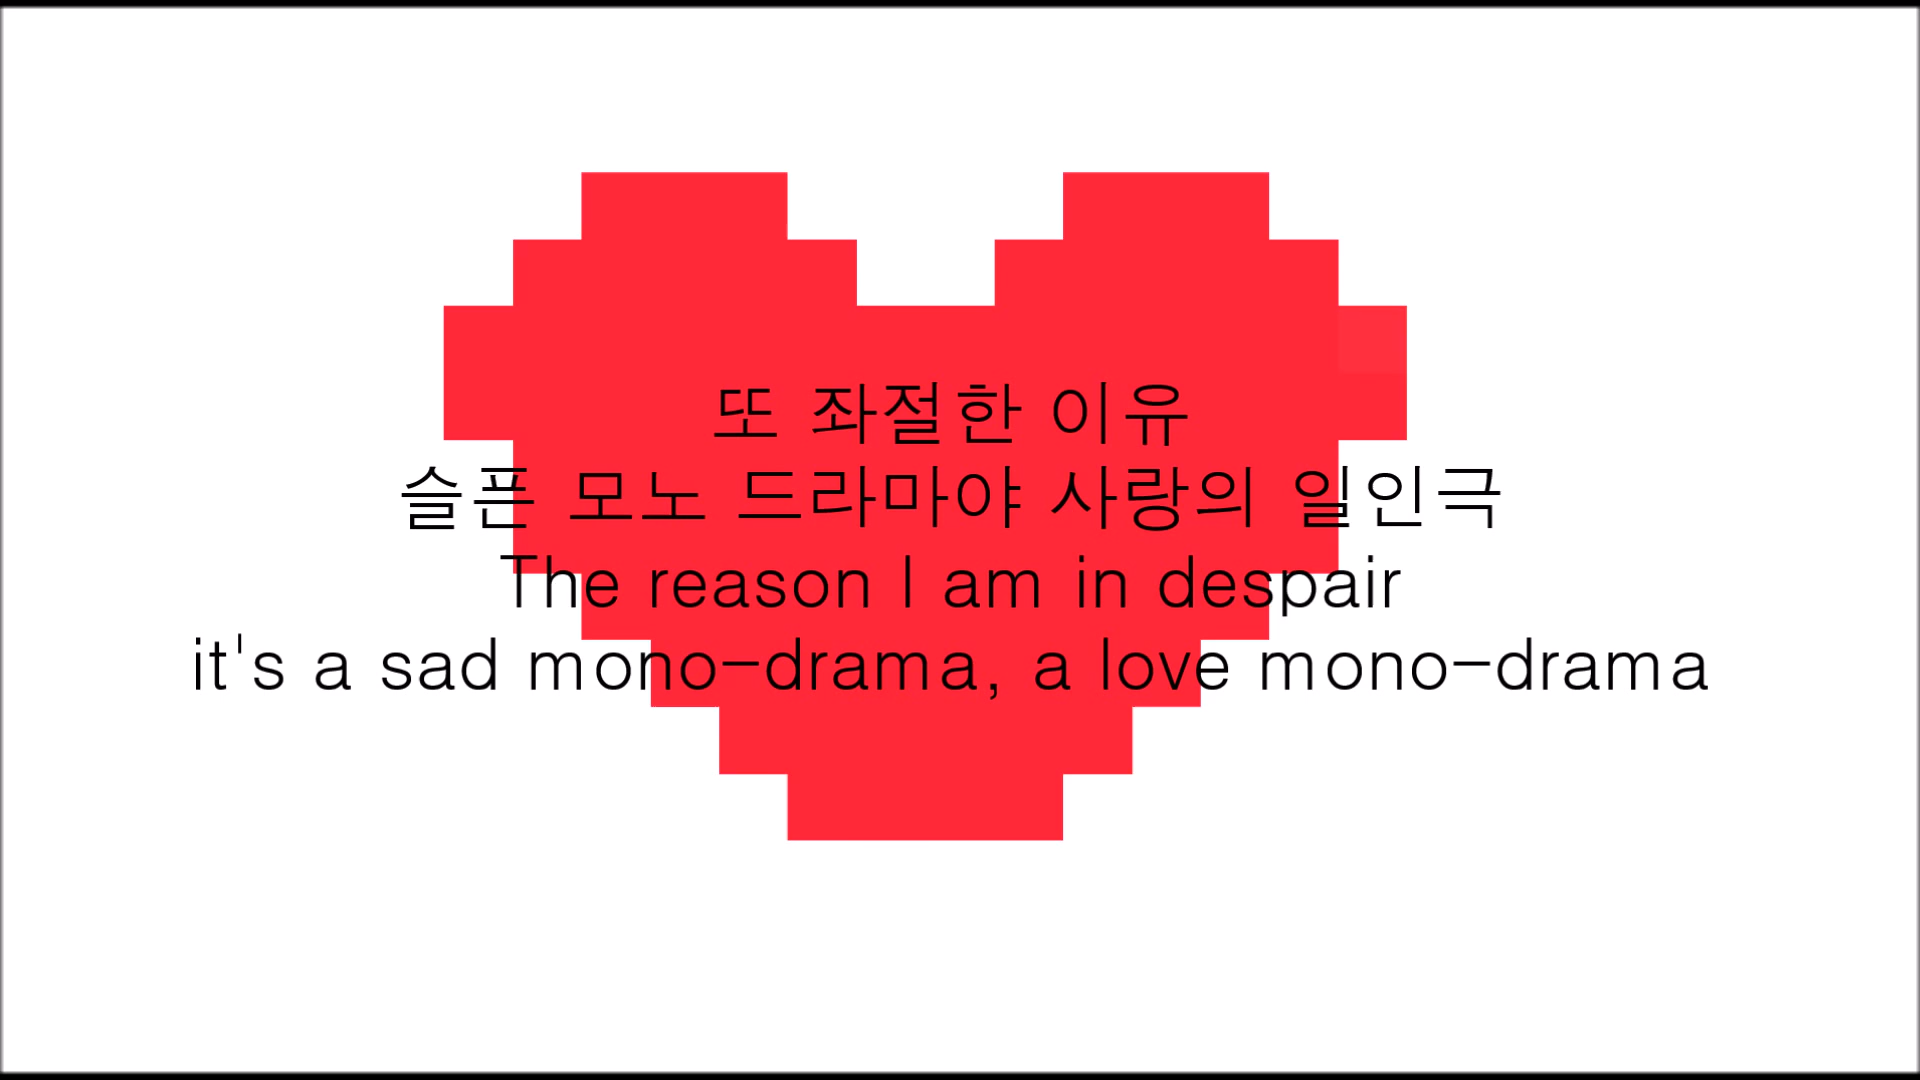 또 좌절한 이유
슬픈 모노 드라마야 사랑의 일인극
The reason I am in despair
it's a sad mono-drama, a love mono-drama